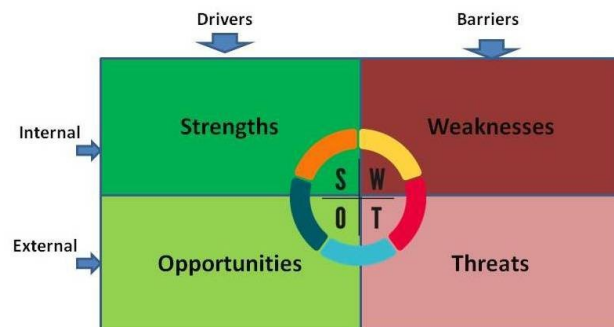 Drivers Barriers
Internal Strengths Weaknesses
S W
O T
External Opportunities Threats